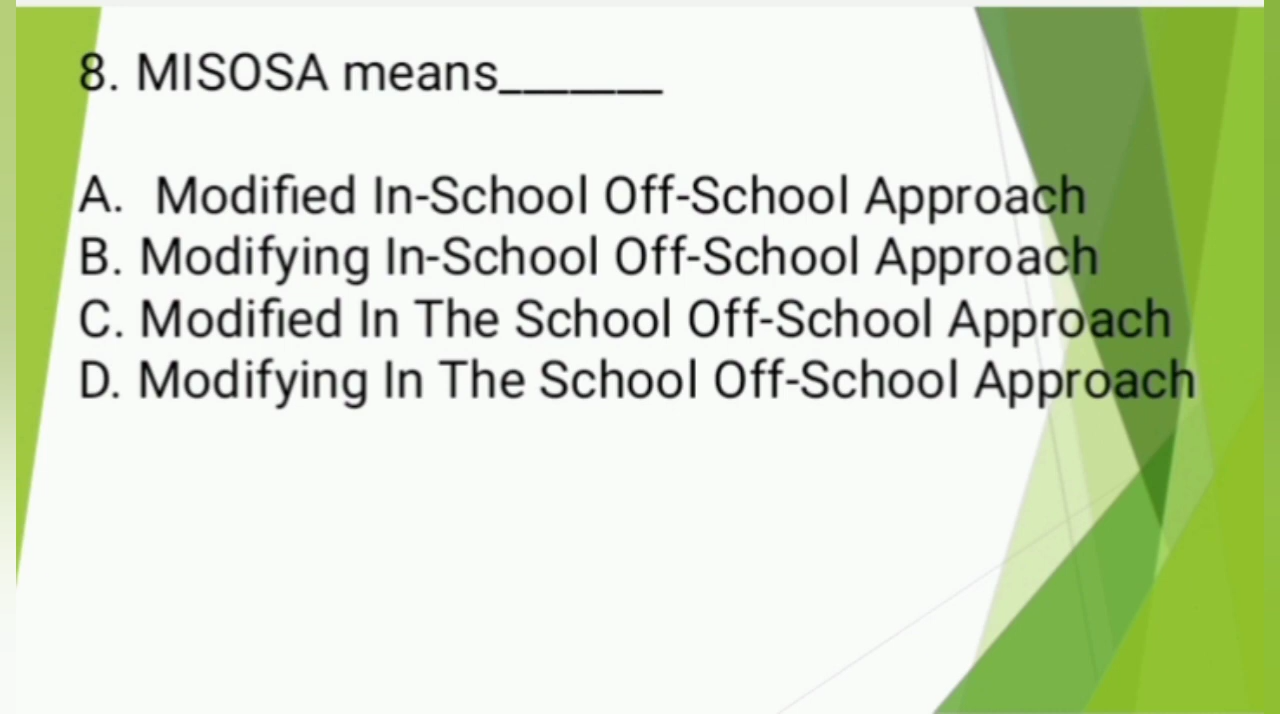 8. MISOSA means_______
A. Modified In-School Off-School Approach
B. Modifying In-School Off-School Approach
C. Modified In The School Off-School Approach
D. Modifying In The School Off-School Approach